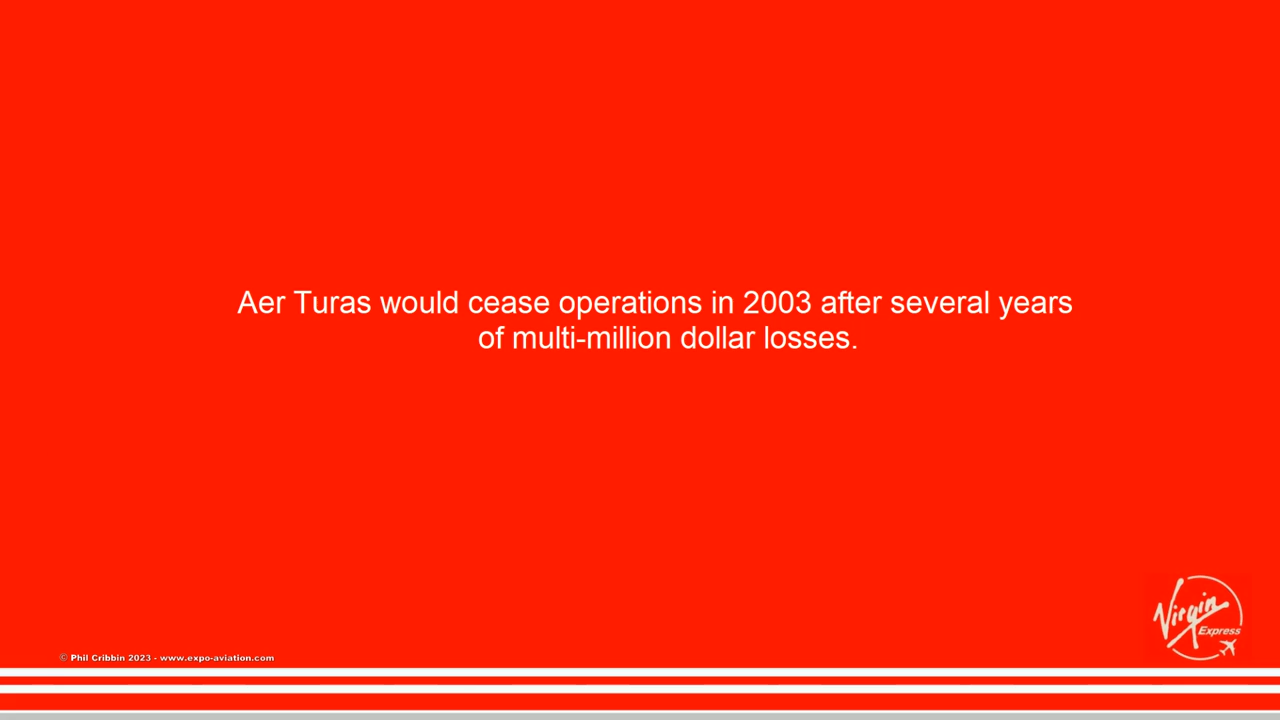 Aer Turas would cease operations in 2003 after several years
of multi-million dollar losses.
Virgin
Express
© Phil Cribbin 2023 - www.expo-aviation.com